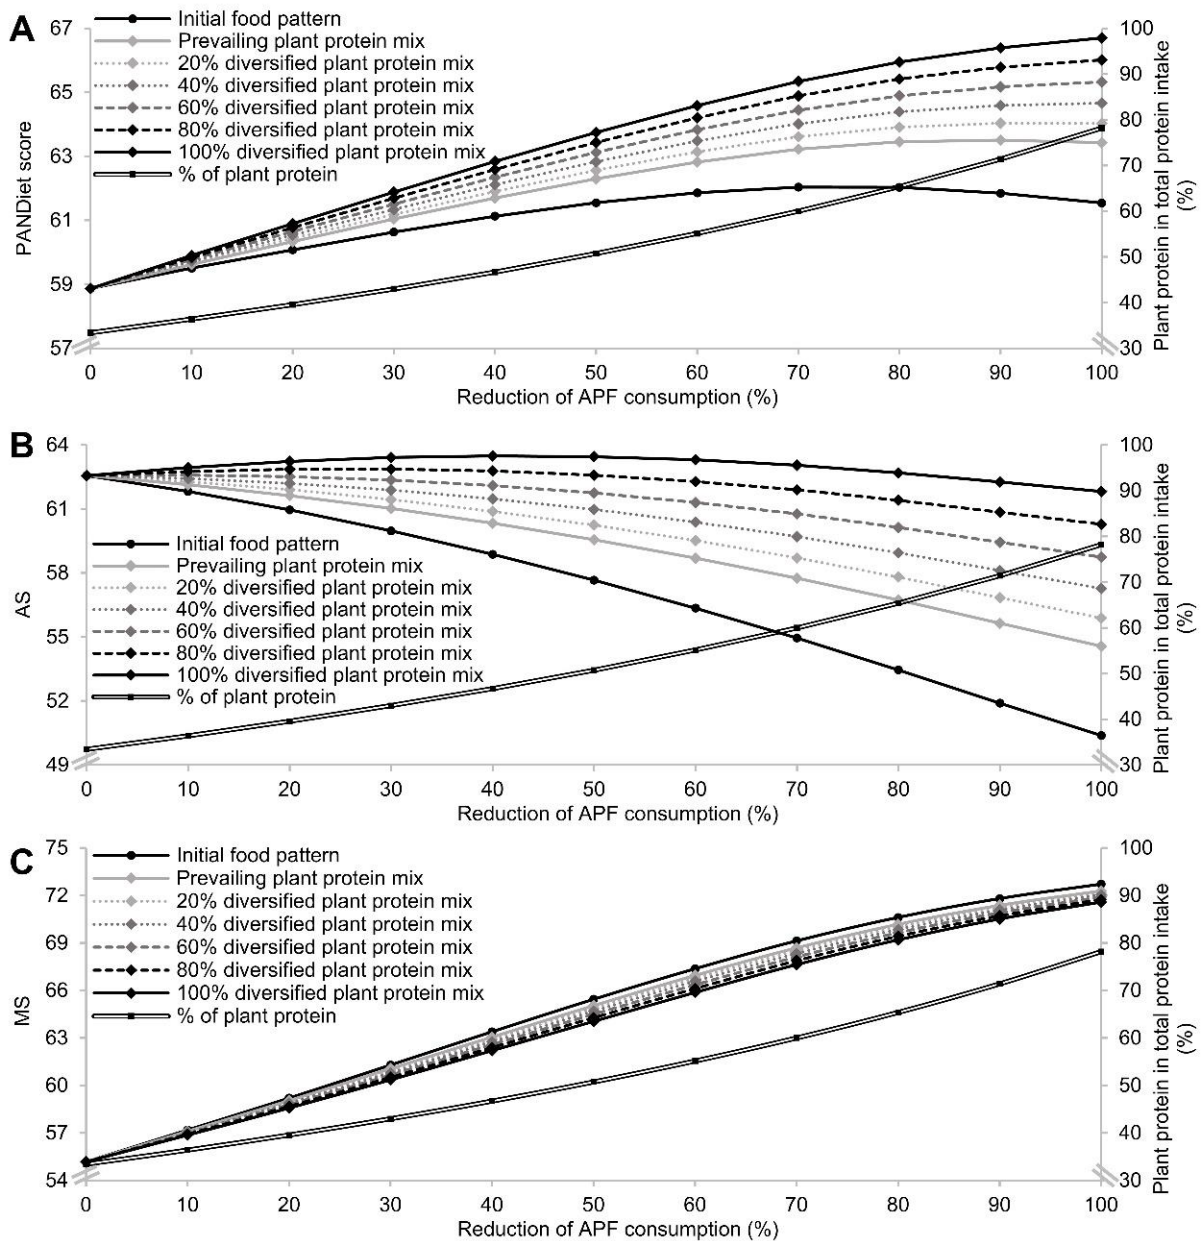 A
67
65
63
61
59
57
PANDiet score
Initial food pattern
Prevailing plant protein mix
20% diversified plant protein mix
40% diversified plant protein mix
60% diversified plant protein mix
80% diversified plant protein mix
100% diversified plant protein mix
% of plant protein
100
90
80
70
60
50
40
30
Plant protein in total protein intake
(%)
0 10 20 30 40 50 60 70 80 90 100
Reduction of APF consumption (%)
B
64
61
58
55
52
49
AS
Initial food pattern
Prevailing plant protein mix
20% diversified plant protein mix
40% diversified plant protein mix
60% diversified plant protein mix
80% diversified plant protein mix
100% diversified plant protein mix
% of plant protein
100
90
80
70
60
50
40
30
Plant protein in total protein intake
(%)
0 10 20 30 40 50 60 70 80 90 100
Reduction of APF consumption (%)
C
75
72
69
66
63
60
57
54
MS
Initial food pattern
Prevailing plant protein mix
20% diversified plant protein mix
40% diversified plant protein mix
60% diversified plant protein mix
80% diversified plant protein mix
100% diversified plant protein mix
% of plant protein
100
90
80
70
60
50
40
30
Plant protein in total protein intake
(%)
0 10 20 30 40 50 60 70 80 90 100
Reduction of APF consumption (%)